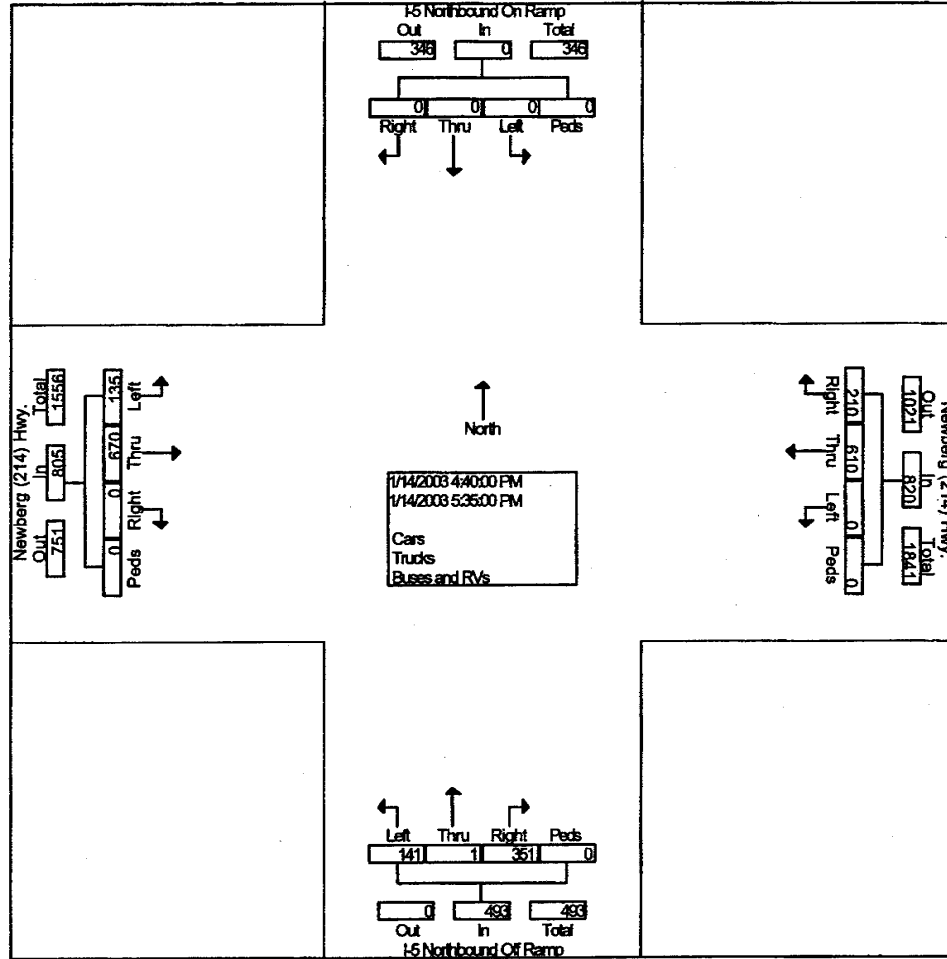 I-5 Northbound On Ramp
Out In Total
346 0 346
0 0 0 0
Right Thru Left Peds
Newberg (214) Hwy.
Total In Out
1556 805 751
135 670 0 0
Left Thru Right Peds
North
1/14/2003 4:40:00 PM
1/14/2003 5:35:00 PM
Cars
Trucks
Buses and RVs
Right Thru Left Peds
210 610 0 0
1021 820 1841
Out In Total
Newberg (214) Hwy.
Left Thru Right Peds
141 1 351 0
0 493 493
Out In Total
I-5 Northbound Off Ramp